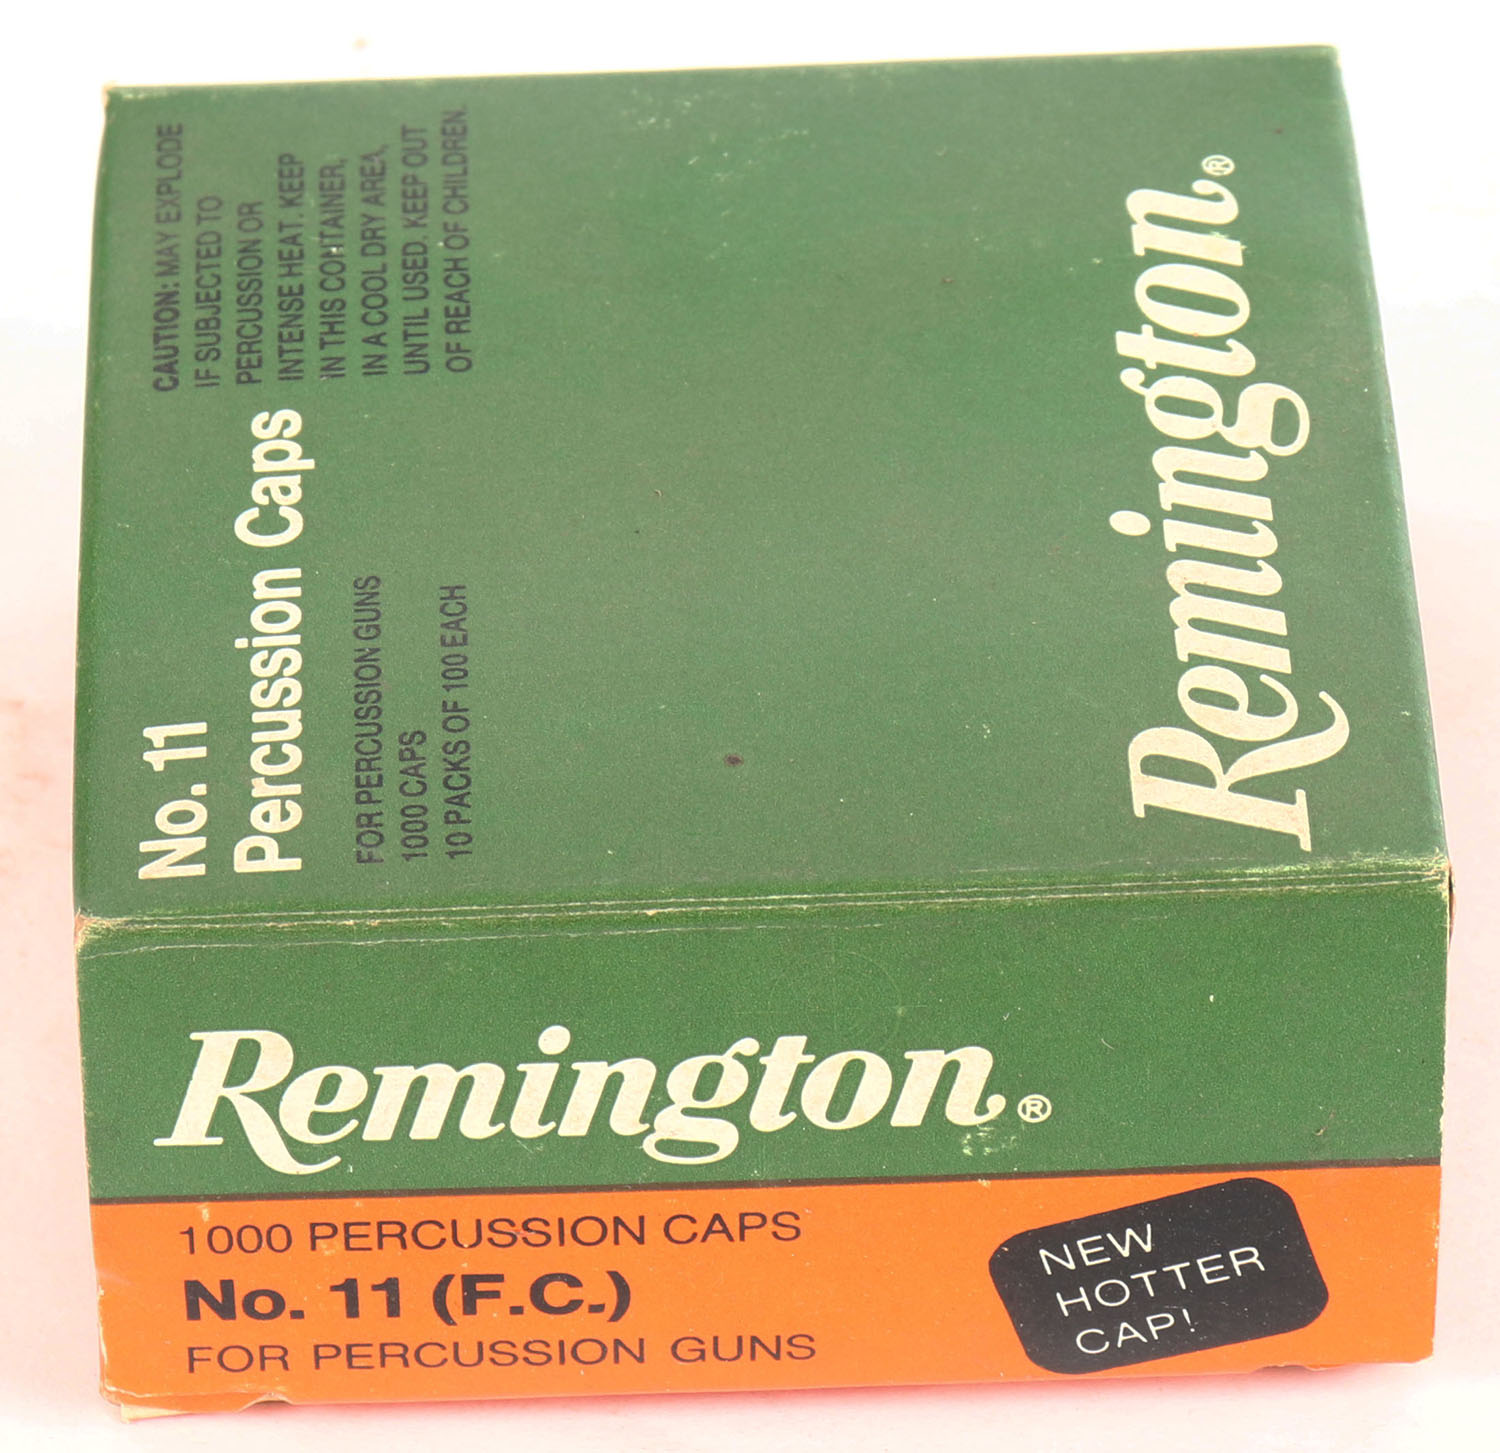 No. 11
Percussion Caps
FOR PERCUSSION GUNS
1000 CAPS
10 PACKS OF 100 EACH
CAUTION: MAY EXPLODE
IF SUBJECTED TO
PERCUSSION OR
INTENSE HEAT. KEEP
IN THIS CONTAINER,
IN A COOL DRY AREA,
UNTIL USED. KEEP OUT
OF REACH OF CHILDREN.
Remington®
Remington®
1000 PERCUSSION CAPS
No. 11 (F.C.)
FOR PERCUSSION GUNS
NEW
HOTTER
CAP!